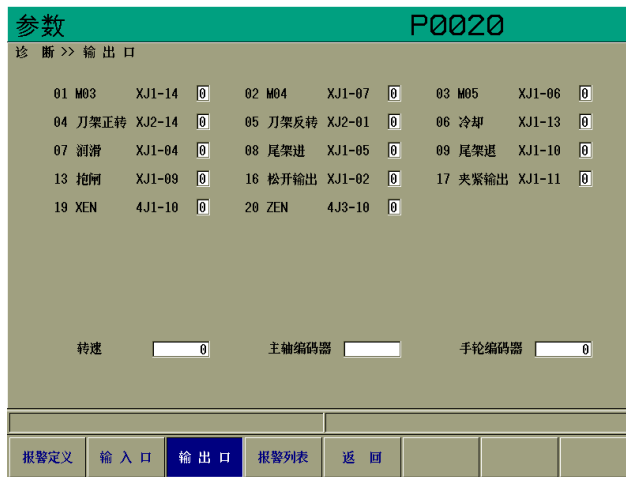 参数 P0020
诊 断>> 输 出 口
01 M03 XJ1-14 0 02 M04 XJ1-07 0 03 M05 XJ1-06 0
04 刀架正转 XJ2-14 0 05 刀架反转 XJ2-01 0 06 冷却 XJ1-13 0
07 润滑 XJ1-04 0 08 尾架进 XJ1-05 0 09 尾架退 XJ1-10 0
13 抱闸 XJ1-09 0 16 松开输出 XJ1-02 0 17 夹紧输出 XJ1-11 0
19 XEN 4J1-10 0 20 ZEN 4J3-10 0
转速 0 主轴编码器 手轮编码器 0
报警定义 输 入 口 输 出 口 报警列表 返 回